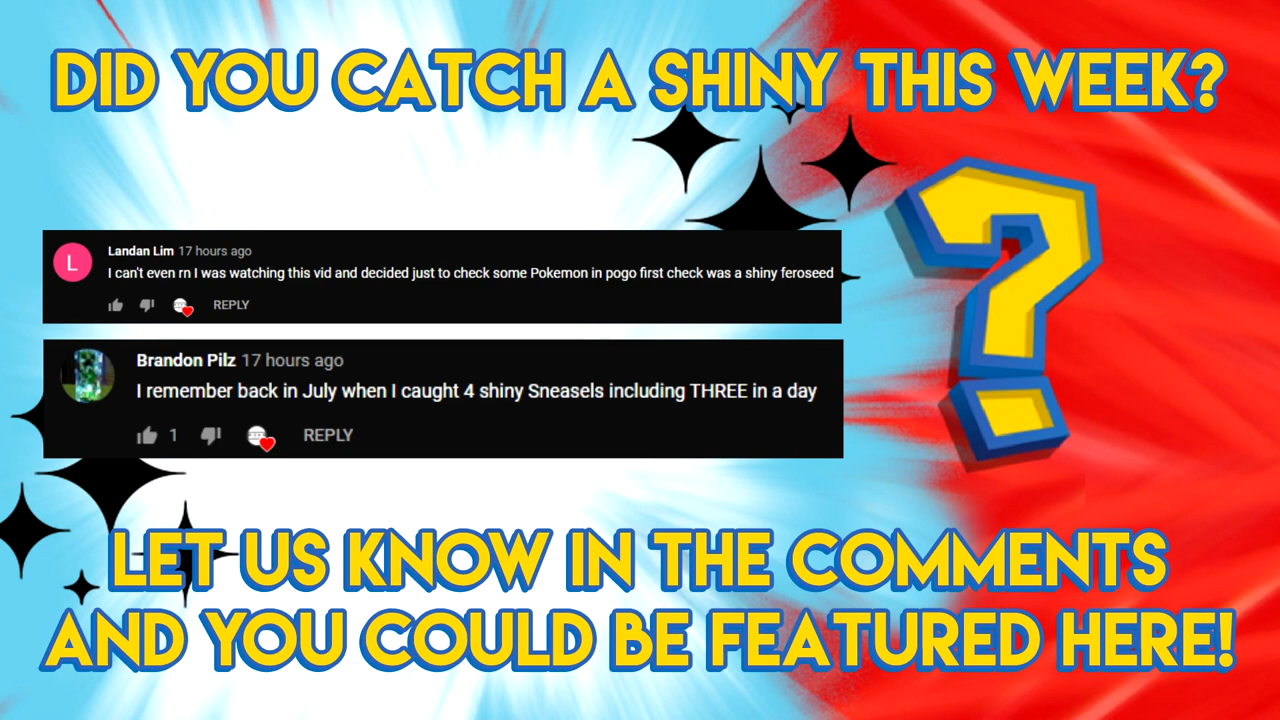 DID YOU CATCH A SHINY THIS WEEK?
L
Landan Lim 17 hours ago
I can't even rn I was watching this vid and decided just to check some Pokemon in pogo first check was a shiny feroseed
REPLY
Brandon Pilz 17 hours ago
I remember back in July when I caught 4 shiny Sneasels including THREE in a day
1 REPLY
?
LET US KNOW IN THE COMMENTS
AND YOU COULD BE FEATURED HERE!